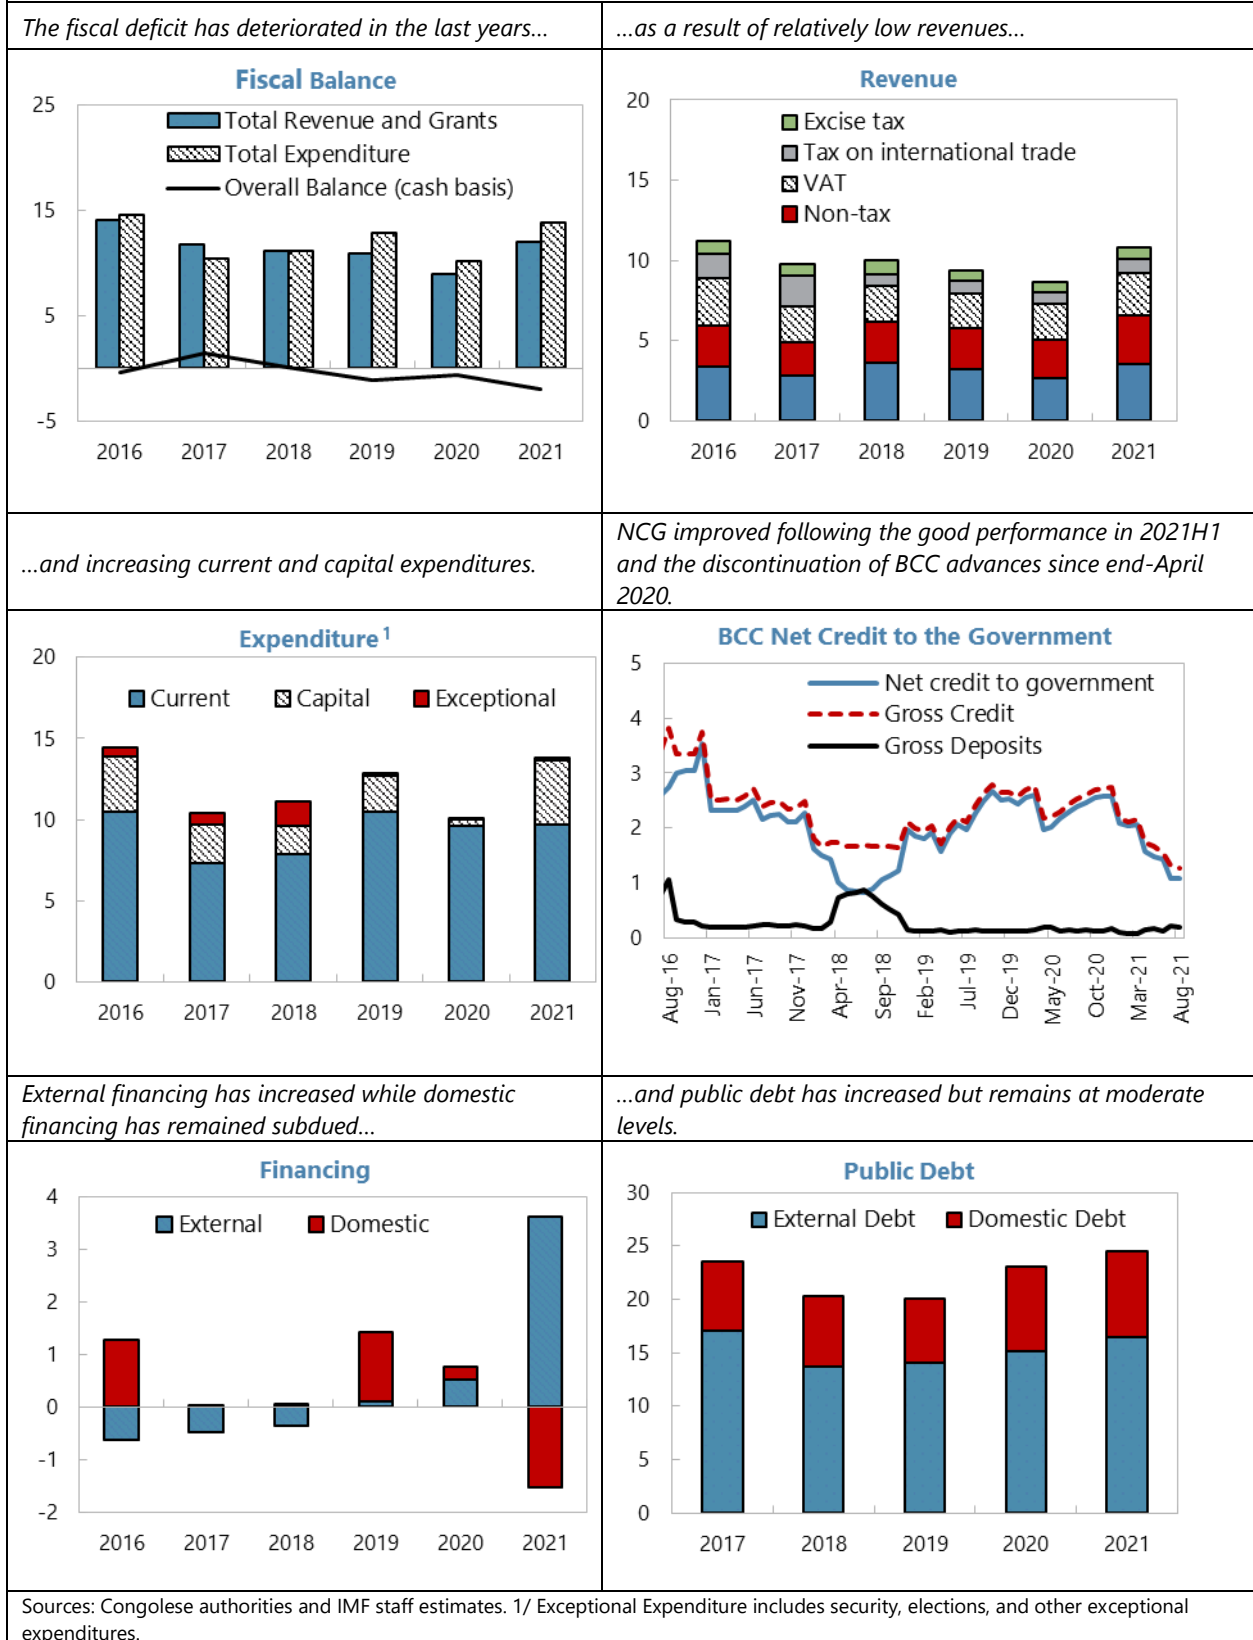 The fiscal deficit has deteriorated in the last years…
…as a result of relatively low revenues…
Fiscal Balance
25
15
5
-5
Total Revenue and Grants
Total Expenditure
Overall Balance (cash basis)
2016 2017 2018 2019 2020 2021
Revenue
20
15
10
5
0
Excise tax
Tax on international trade
VAT
Non-tax
2016 2017 2018 2019 2020 2021
…and increasing current and capital expenditures.
NCG improved following the good performance in 2021H1
and the discontinuation of BCC advances since end-April
2020.
Expenditure 1
20
15
10
5
0
Current Capital Exceptional
2016 2017 2018 2019 2020 2021
BCC Net Credit to the Government
5
4
3
2
1
0
Net credit to government
Gross Credit
Gross Deposits
Aug-16 Jan-17 Jun-17 Nov-17 Apr-18 Sep-18 Feb-19 Jul-19 Dec-19 May-20 Oct-20 Mar-21 Aug-21
External financing has increased while domestic
financing has remained subdued…
…and public debt has increased but remains at moderate
levels.
Financing
4
3
2
1
0
-1
-2
External Domestic
2016 2017 2018 2019 2020 2021
Public Debt
30
25
20
15
10
5
0
External Debt Domestic Debt
2017 2018 2019 2020 2021
Sources: Congolese authorities and IMF staff estimates. 1/ Exceptional Expenditure includes security, elections, and other exceptional
expenditures.